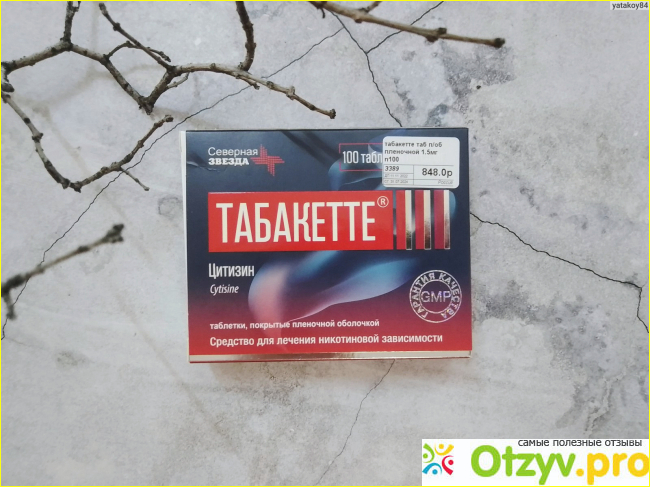 yatakoy84
Северная
ЗВЕЗДА
100 табл
табакетте таб п/об
пленочной 1.5мг
n100
3389
848.0р
ТАБАКЕТТЕ®
Цитизин
Cytisine
ГАРАНТИЯ КАЧЕСТВА
GMP
таблетки, покрытые пленочной оболочкой
Средство для лечения никотиновой зависимости
самые полезные отзывы
Otzyv.pro